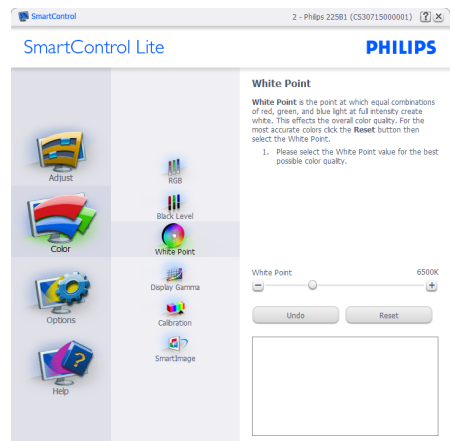 SmartControl
2 - Philips 225B1 (CS30715000001) ? X
SmartControl Lite
PHILIPS
Adjust
Color
Options
Help
RGB
Black Level
White Point
Display Gamma
Calibration
SmartImage
White Point
White Point is the point at which equal combinations
of red, green, and blue light at full intensity create
white. This effects the overall color quality. For the
most accurate colors click the Reset button then
select the White Point.
1. Please select the White Point value for the best
possible color quality.
White Point 6500K
Undo Reset